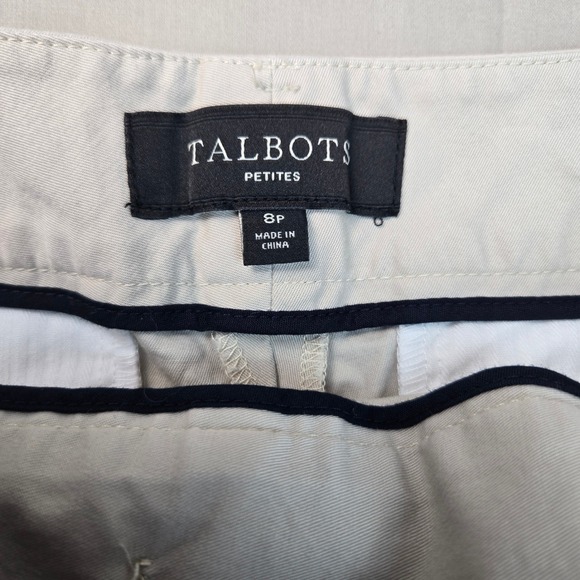 TALBOTS
PETITES
8P
MADE IN
CHINA